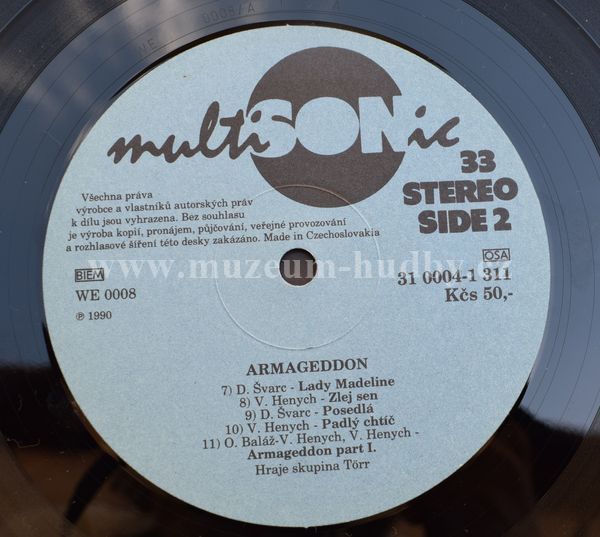 WE 0008/A 1 A
multiSONic
33
STEREO
SIDE 2
Všechna práva
výrobce a vlastníků autorských práv
k dílu jsou vyhrazena. Bez souhlasu
je výroba kopií, pronájem, půjčování, veřejné provozování
a rozhlasové šíření této desky zakázáno. Made in Czechoslovakia
www.muzeum-hudby.cz
BIEM
WE 0008
℗ 1990
OSA
31 0004-1 311
Kčs 50,-
ARMAGEDDON
7) D. Švarc - Lady Madeline
8) V. Henych - Zlej sen
9) D. Švarc - Posedlá
10) V. Henych - Padlý chtíč
11) O. Baláž-V. Henych, V. Henych -
Armageddon part I.
Hraje skupina Törr